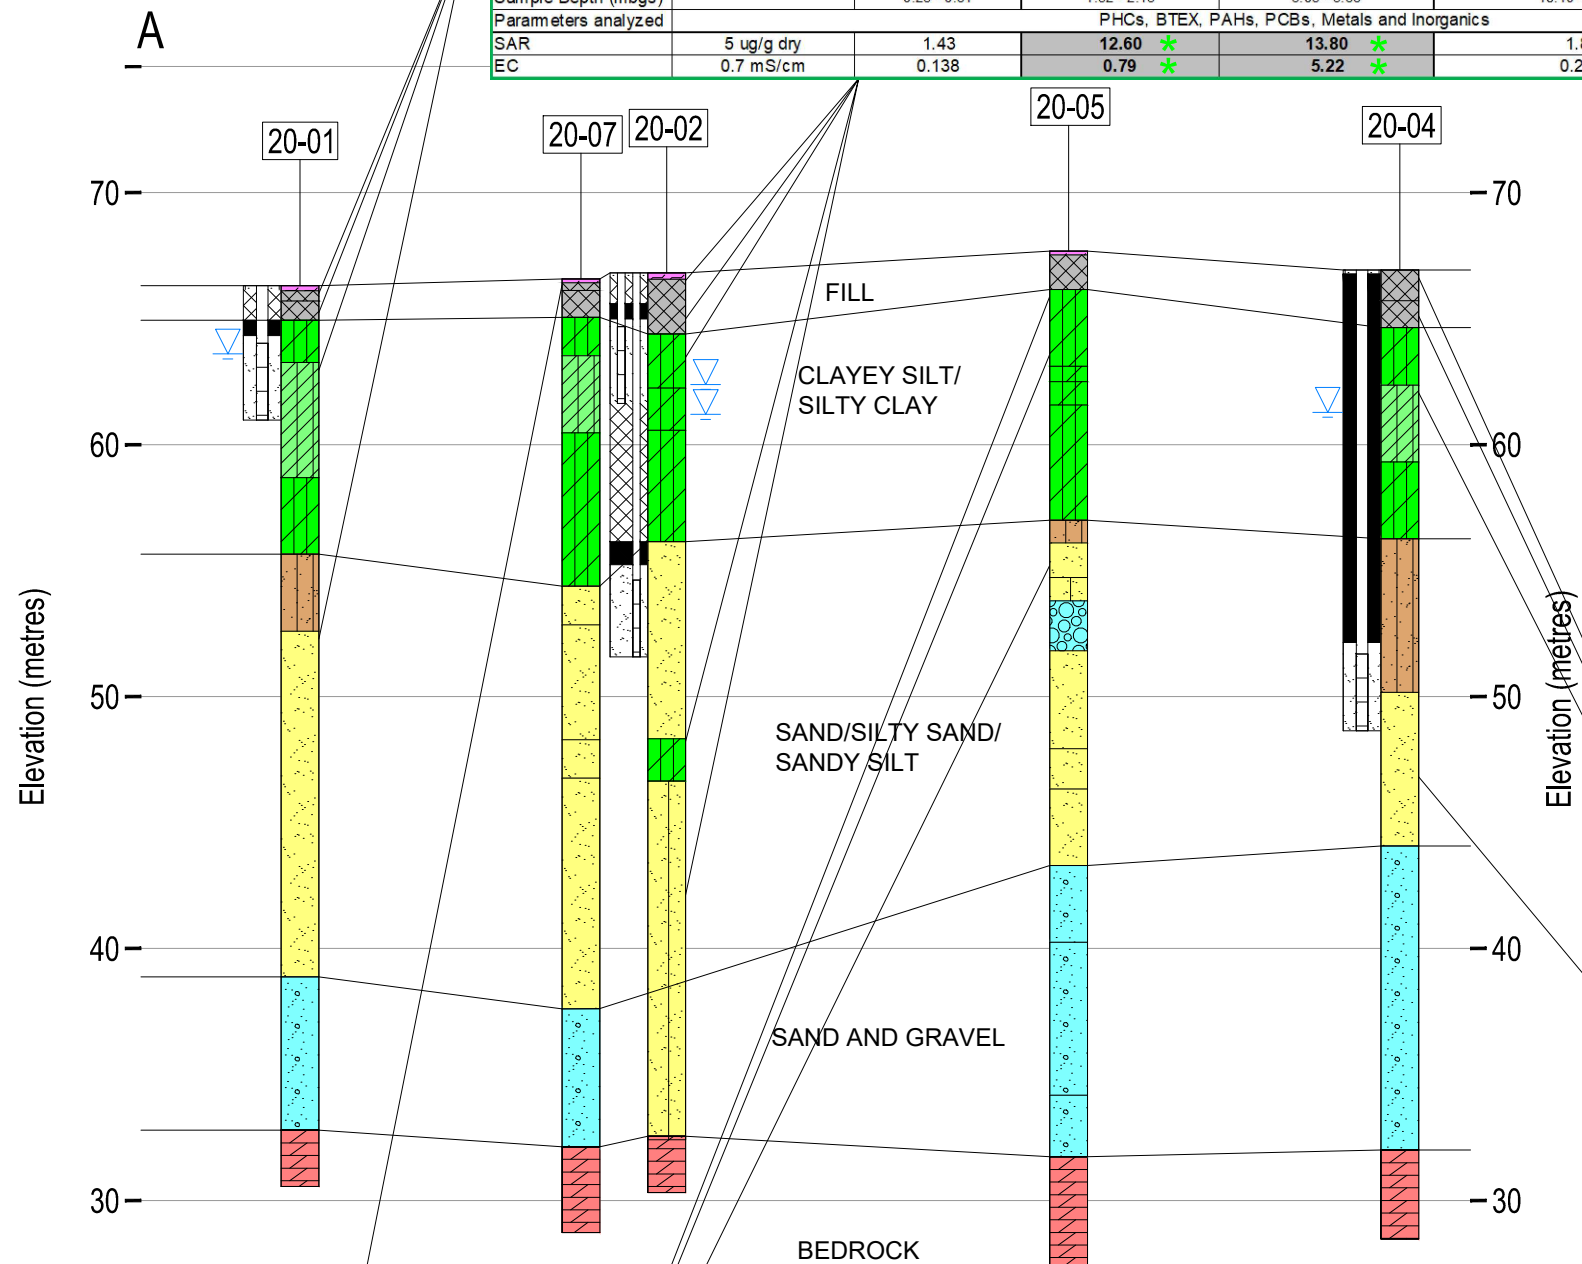 A
Sample Depth (mbgs)
Parameters analyzed PHCs, BTEX, PAHs, PCBs, Metals and Inorganics
SAR 5 ug/g dry 1.43 12.60 * 13.80 *
EC 0.7 mS/cm 0.138 0.79 * 5.22 *
20-01
20-07
20-02
20-05
20-04
70
70
FILL
CLAYEY SILT/
SILTY CLAY
60
60
Elevation (metres)
Elevation (metres)
50
50
SAND/SILTY SAND/
SANDY SILT
40
40
SAND AND GRAVEL
30
30
BEDROCK